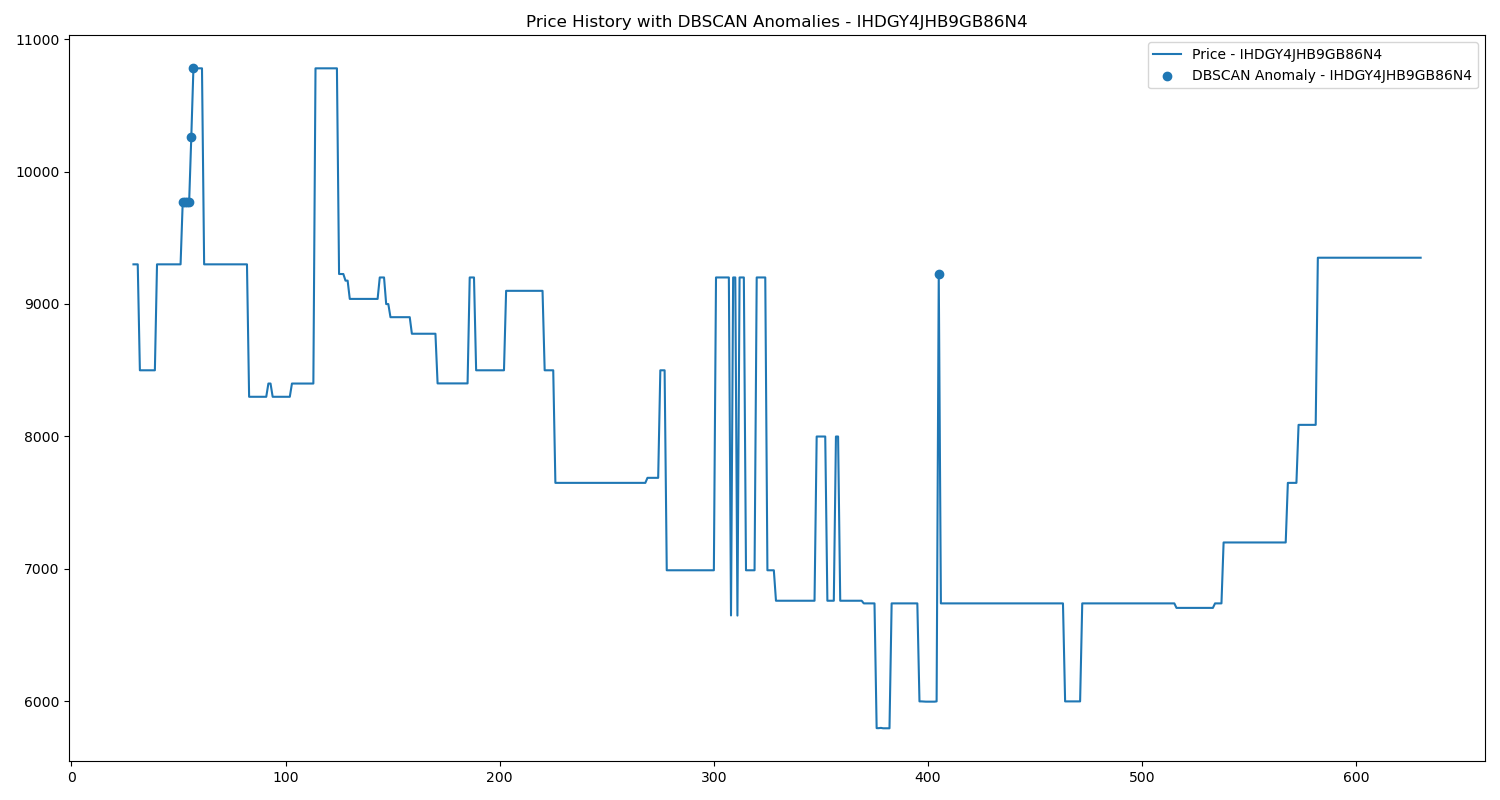 Price History with DBSCAN Anomalies - IHDGY4JHB9GB86N4
11000
10000
9000
8000
7000
6000
Price - IHDGY4JHB9GB86N4
DBSCAN Anomaly - IHDGY4JHB9GB86N4
0 100 200 300 400 500 600